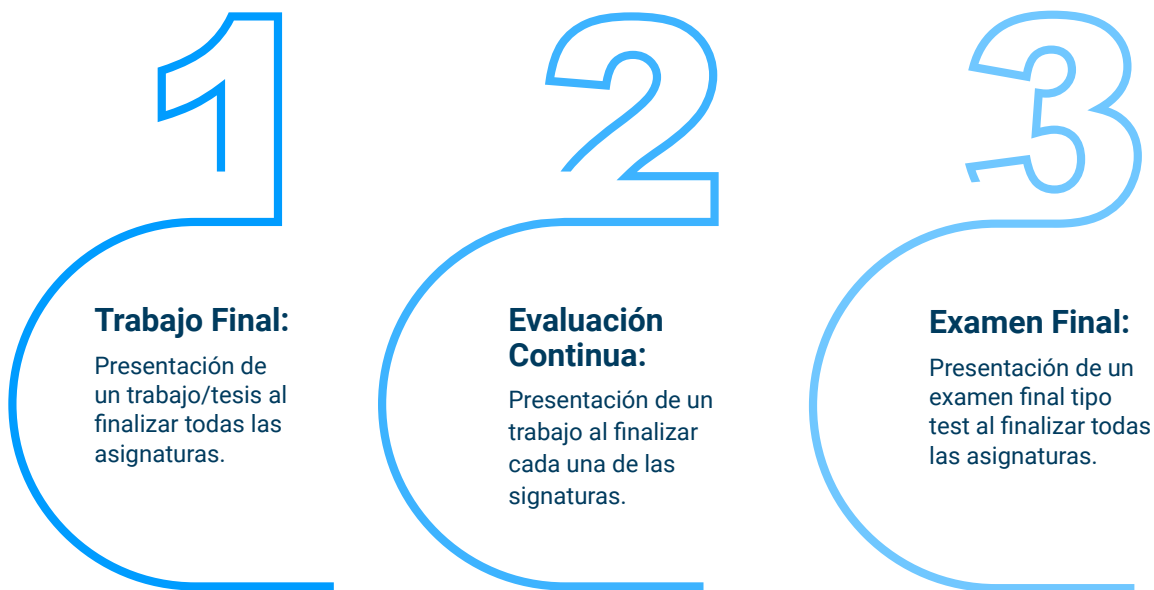 1
Trabajo Final:
Presentación de
un trabajo/tesis al
finalizar todas las
asignaturas.
2
Evaluación
Continua:
Presentación de un
trabajo al finalizar
cada una de las
signaturas.
3
Examen Final:
Presentación de un
examen final tipo
test al finalizar todas
las asignaturas.